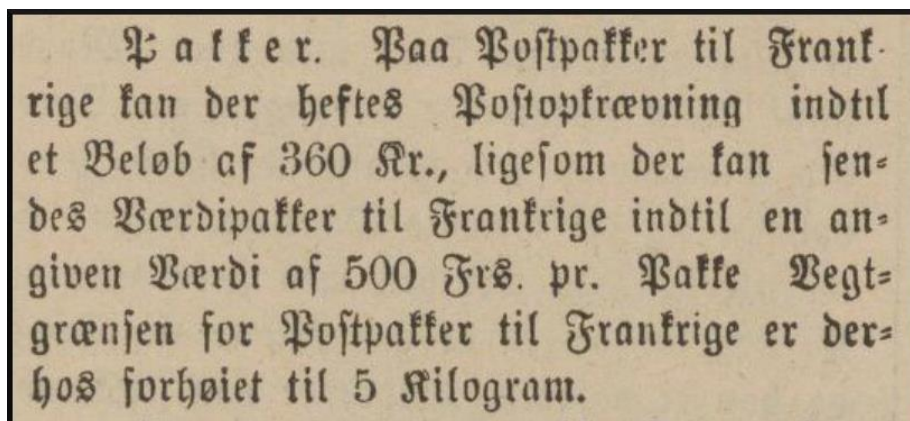 Pakker. Paa Postpakker til Frank-
rige kan der heftes Postopkrævning indtil
et Beløb af 360 Kr., ligesom der kan sen-
des Værdipakker til Frankrige indtil en an-
given Værdi af 500 Frs. pr. Pakke Vegt-
grænsen for Postpakker til Frankrige er der-
hos forhøiet til 5 Kilogram.